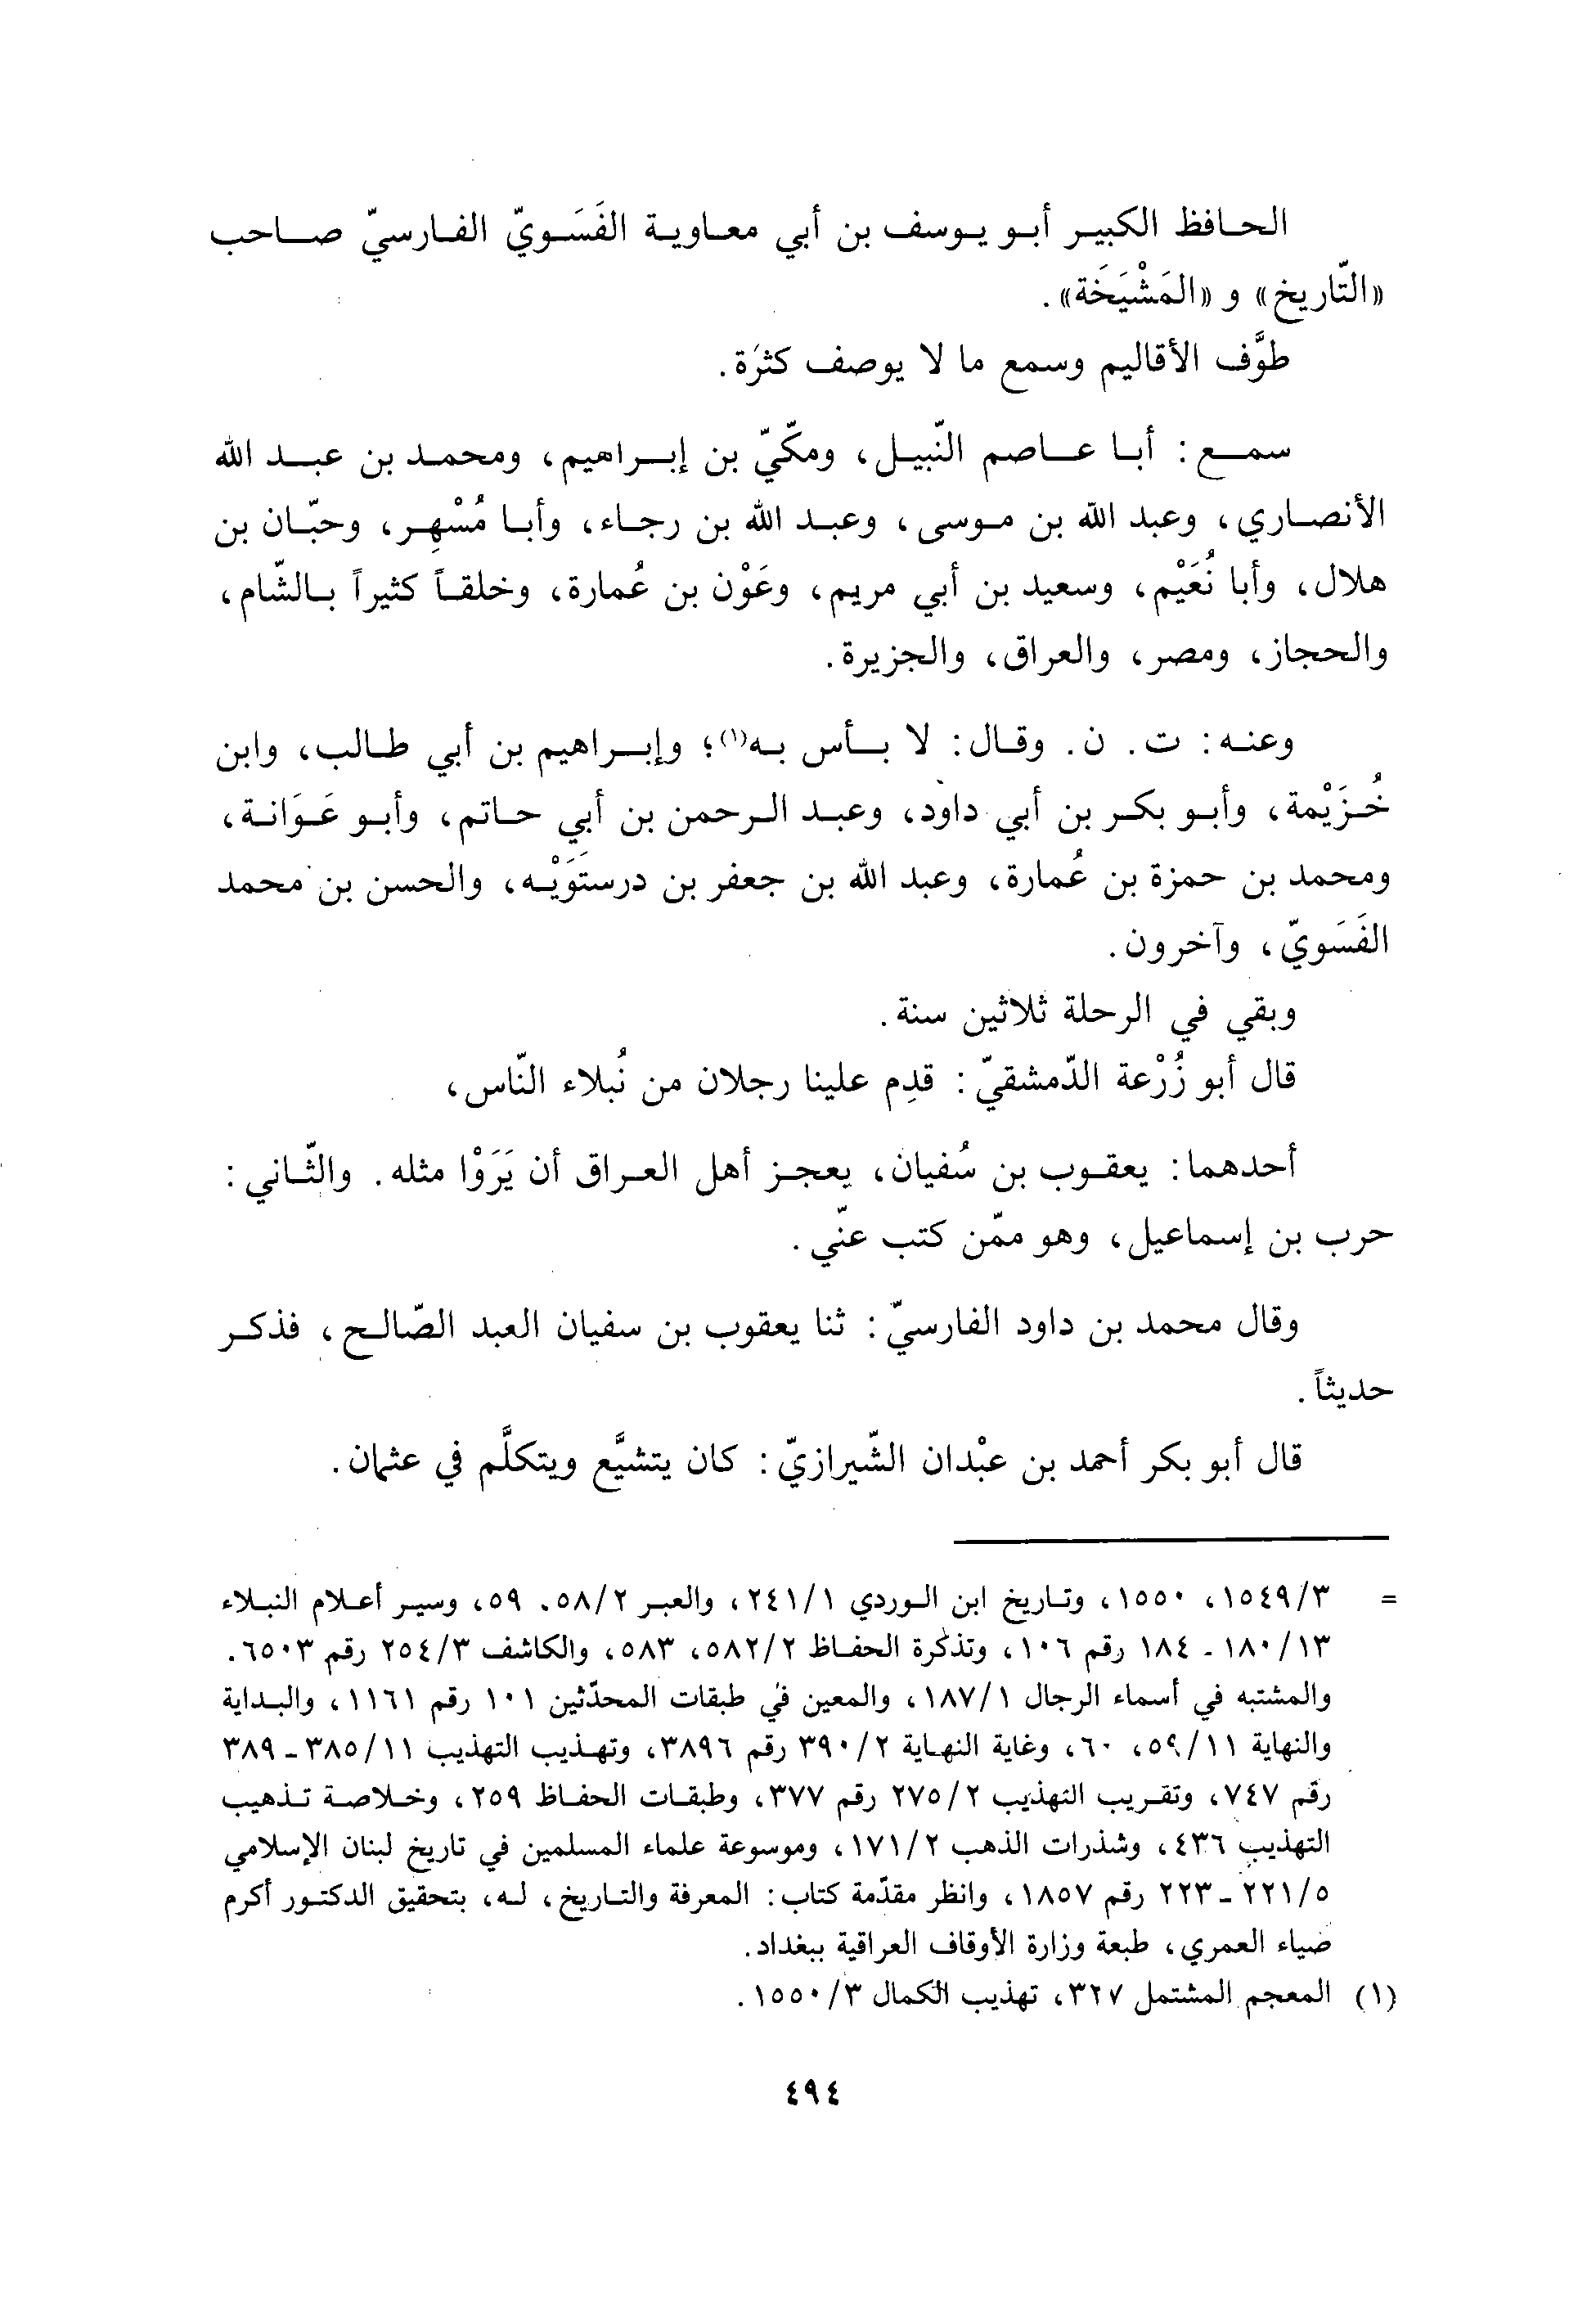 الحافظ الكبير أبو يوسف بن أبي معاوية الفَسَويّ الفارسيّ صاحب
«التّاريخ» و «المَشْيَخَة».
طوَّف الأقاليم وسمع ما لا يوصف كثرَة.
سمع: أبا عاصم النّبيل، ومكّيّ بن إبراهيم، ومحمد بن عبد الله
الأنصاري، وعبد الله بن موسى، وعبد الله بن رجاء، وأبا مُسْهِر، وحبّان بن
هلال، وأبا نُعَيْم، وسعيد بن أبي مريم، وعَوْن بن عُمارة، وخلقاً كثيراً بالشّام،
والحجاز، ومصر، والعراق، والجزيرة.
وعنه: ت. ن. وقال: لا بأس به(١)؛ وإبراهيم بن أبي طالب، وابن
خُزَيْمة، وأبو بكر بن أبي داود، وعبد الرحمن بن أبي حاتم، وأبو عَوَانة،
ومحمد بن حمزة بن عُمارة، وعبد الله بن جعفر بن درستَوَيْه، والحسن بن محمد
الفَسَويّ، وآخرون.
وبقي في الرحلة ثلاثين سنة.
قال أبو زُرْعة الدّمشقيّ: قدِم علينا رجلان من نُبلاء النّاس،
أحدهما: يعقوب بن سُفيان، يعجز أهل العراق أن يَرَوْا مثله. والثّاني:
حرب بن إسماعيل، وهو ممّن كتب عنّي.
وقال محمد بن داود الفارسيّ: ثنا يعقوب بن سفيان العبد الصّالح، فذكر
حديثاً.
قال أبو بكر أحمد بن عبْدان الشّيرازيّ: كان يتشيَّع ويتكلَّم في عثمان.
= ١٥٤٩/٣، ١٥٥٠، وتاريخ ابن الوردي ٢٤١/١، والعبر ٥٨/٢. ٥٩، وسير أعلام النبلاء
١٨٠/١٣ - ١٨٤ رقم ١٠٦، وتذكرة الحفاظ ٥٨٢/٢، ٥٨٣، والكاشف ٢٥٤/٣ رقم ٦٥٠٣.
والمشتبه في أسماء الرجال ١٨٧/١، والمعين في طبقات المحدّثين ١٠١ رقم ١١٦١، والبداية
والنهاية ٥٩/١١، ٦٠، وغاية النهاية ٣٩٠/٢ رقم ٣٨٩٦، وتهذيب التهذيب ٣٨٥/١١ - ٣٨٩
رقم ٧٤٧، وتقريب التهذيب ٢٧٥/٢ رقم ٣٧٧، وطبقات الحفاظ ٢٥٩، وخلاصة تذهيب
التهذيب ٤٣٦، وشذرات الذهب ١٧١/٢، وموسوعة علماء المسلمين في تاريخ لبنان الإسلامي
٢٢١/٥ - ٢٢٣ رقم ١٨٥٧، وانظر مقدّمة كتاب: المعرفة والتاريخ، له، بتحقيق الدكتور أكرم
ضياء العمري، طبعة وزارة الأوقاف العراقية ببغداد.
(١) المعجم المشتمل ٣٢٧، تهذيب الكمال ١٥٥٠/٣.
٤٩٤